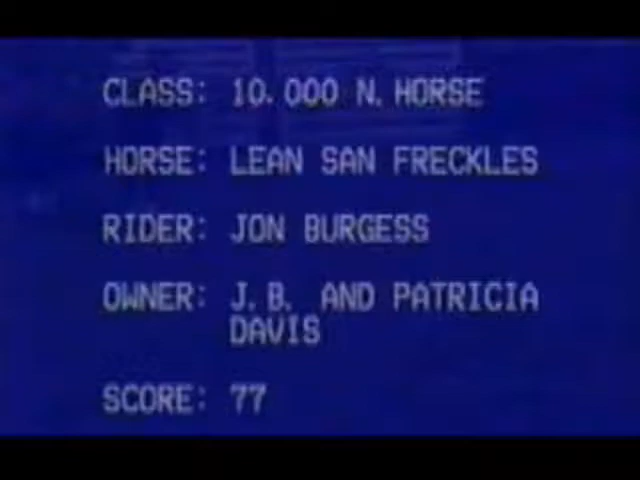 CLASS: 10.000 N. HORSE
HORSE: LEAN SAN FRECKLES
RIDER: JON BURGESS
OWNER: J.B. AND PATRICIA
DAVIS
SCORE: 77